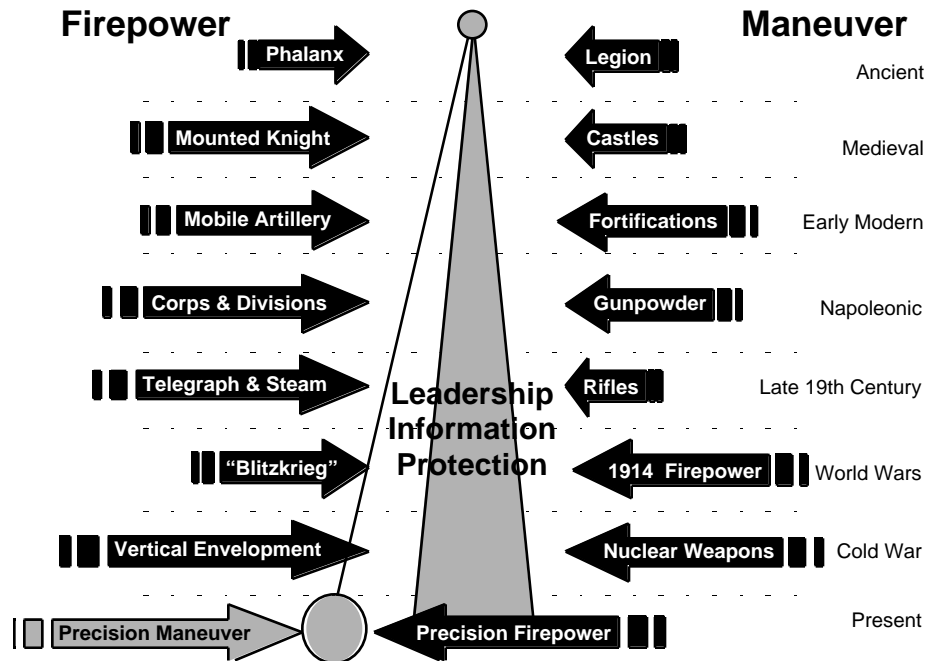 Firepower Maneuver
Phalanx Legion Ancient
Mounted Knight Castles Medieval
Mobile Artillery Fortifications Early Modern
Corps & Divisions Gunpowder Napoleonic
Telegraph & Steam Rifles Late 19th Century
Leadership
Information
Protection
“Blitzkrieg” 1914 Firepower World Wars
Vertical Envelopment Nuclear Weapons Cold War
Precision Maneuver Precision Firepower Present